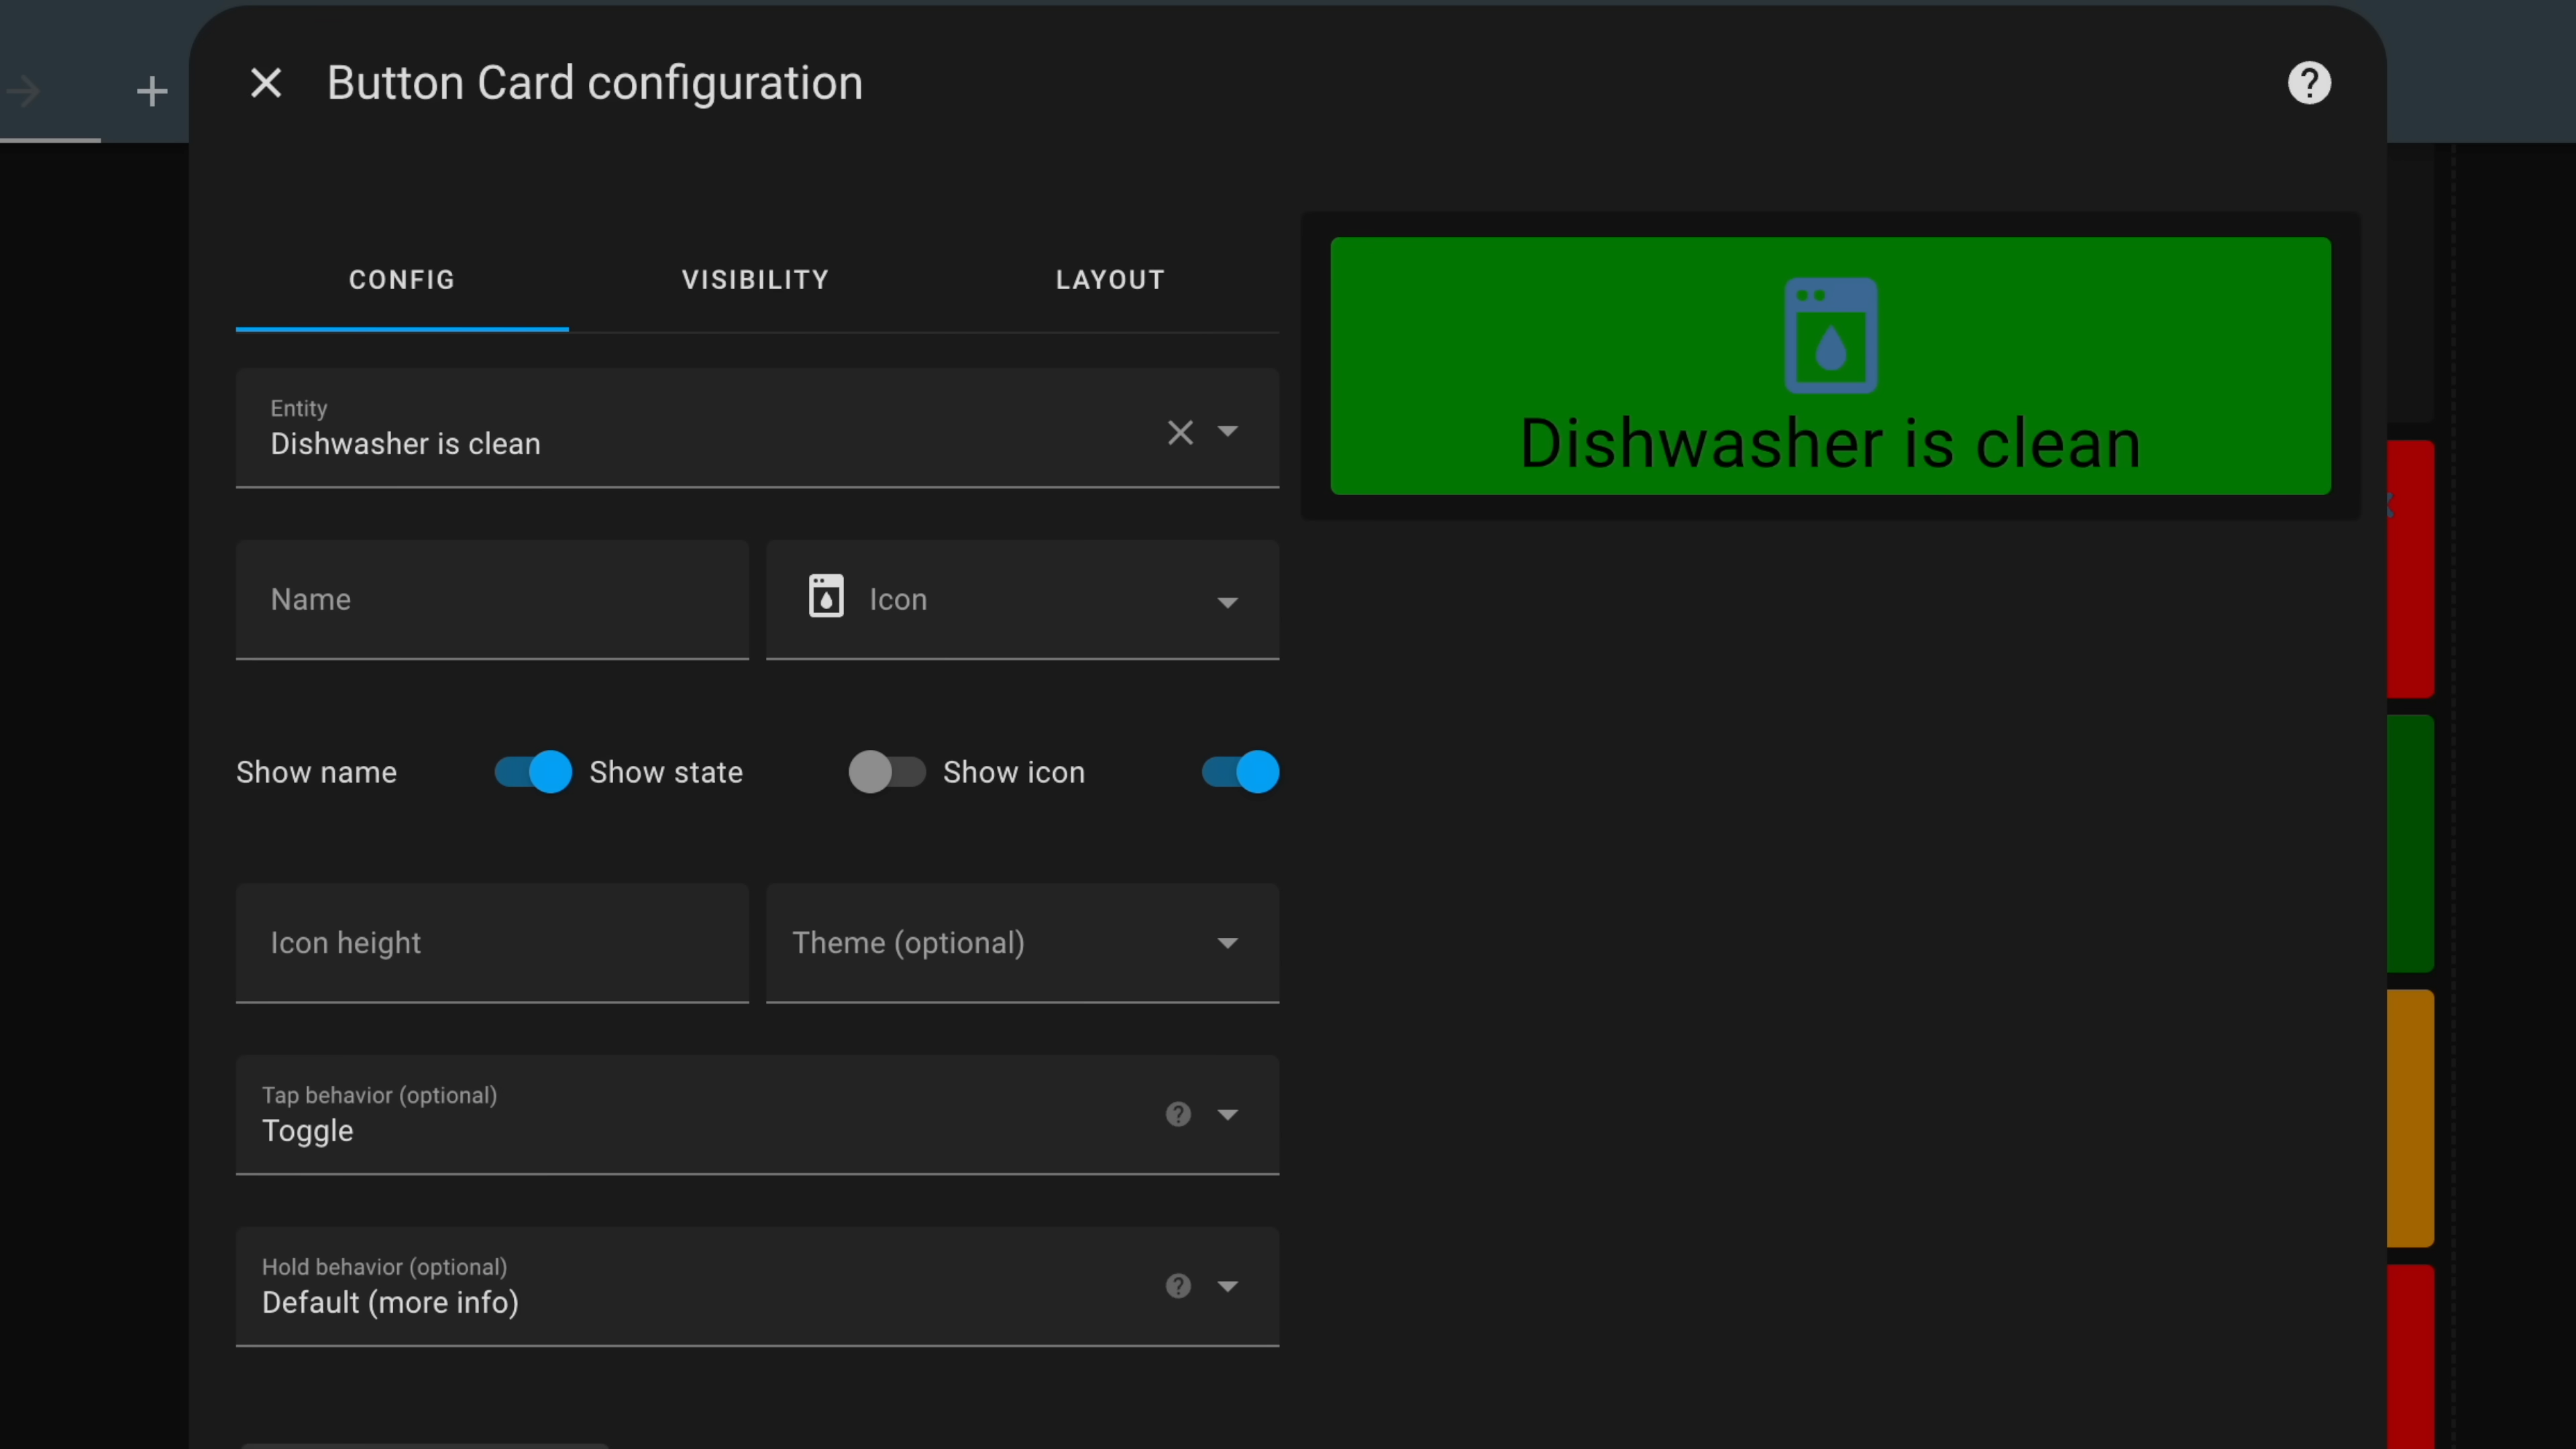 Button Card configuration
CONFIG
VISIBILITY
LAYOUT
Entity
Dishwasher is clean
Dishwasher is clean
Name
Icon
Show name
Show state
Show icon
Icon height
Theme (optional)
Tap behavior (optional)
Toggle
Hold behavior (optional)
Default (more info)